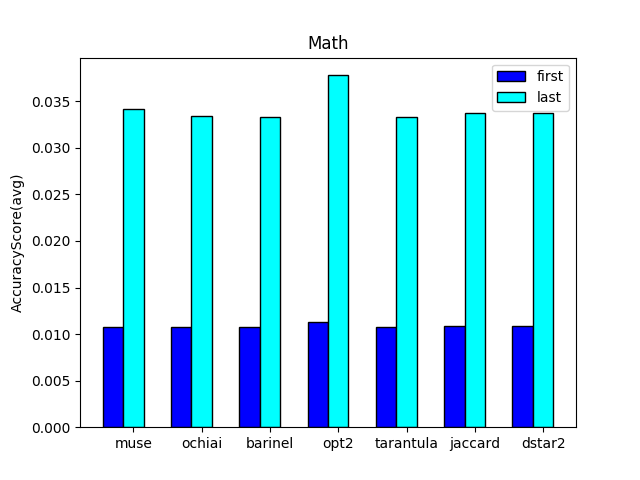 Math
first
last
AccuracyScore(avg)
0.035
0.030
0.025
0.020
0.015
0.010
0.005
0.000
muse ochiai barinel opt2 tarantula jaccard dstar2